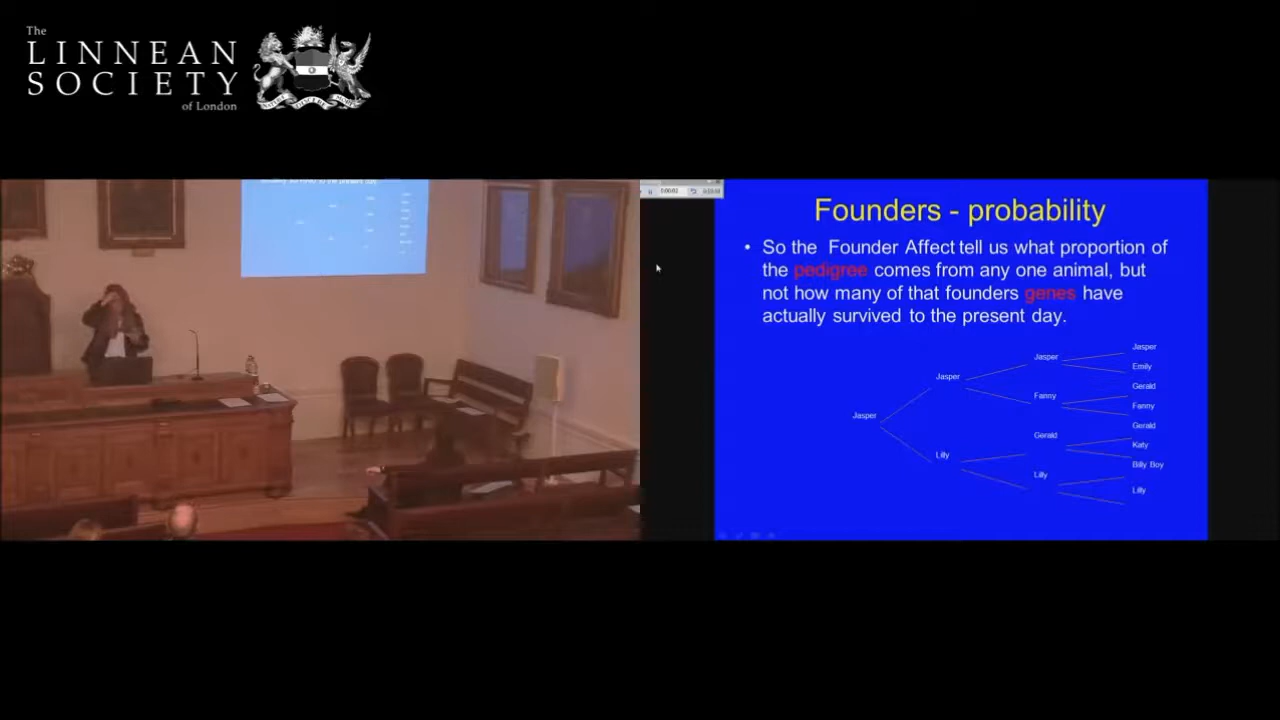 The
LINNEAN
SOCIETY
of London
Founders - probability
• So the Founder Affect tell us what proportion of
the pedigree comes from any one animal, but
not how many of that founders genes have
actually survived to the present day.
Jasper
Jasper
Emily
Jasper
Gerald
Fanny
Fanny
Jasper
Gerald
Gerald
Katy
Lilly
Billy Boy
Lilly
Lilly